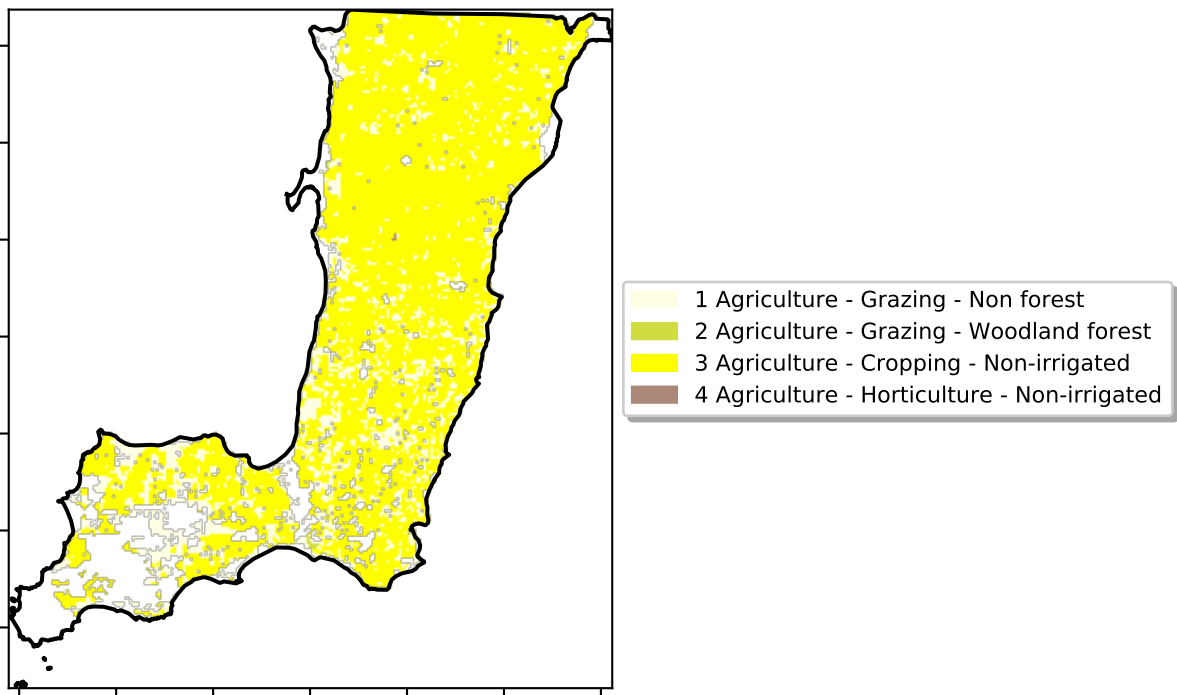 1 Agriculture - Grazing - Non forest
2 Agriculture - Grazing - Woodland forest
3 Agriculture - Cropping - Non-irrigated
4 Agriculture - Horticulture - Non-irrigated